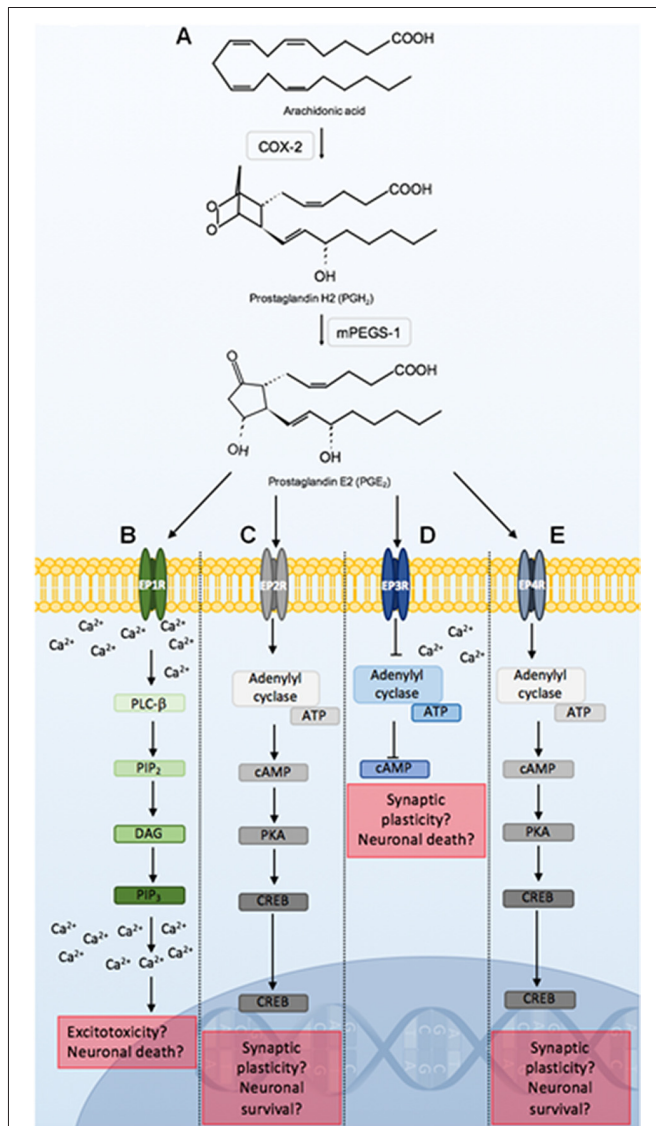 A
COOH
Arachidonic acid
COX-2
COOH
O
O
OH
Prostaglandin H2 (PGH₂)
mPEGS-1
O
COOH
OH
OH
Prostaglandin E2 (PGE₂)
B
C
D
E
EP1R
EP2R
EP3R
EP4R
Ca²⁺
Ca²⁺
Ca²⁺
Ca²⁺
Ca²⁺
Ca²⁺
Ca²⁺
Ca²⁺
PLC-β
PIP₂
DAG
PIP₃
Ca²⁺
Ca²⁺
Ca²⁺
Ca²⁺
Ca²⁺
Ca²⁺
Ca²⁺
Ca²⁺
Excitotoxicity?
Neuronal death?
Adenylyl
cyclase
ATP
cAMP
PKA
CREB
CREB
Synaptic
plasticity?
Neuronal
survival?
Ca²⁺
Ca²⁺
Ca²⁺
Adenylyl
cyclase
ATP
cAMP
Synaptic
plasticity?
Neuronal death?
Adenylyl
cyclase
ATP
cAMP
PKA
CREB
CREB
Synaptic
plasticity?
Neuronal
survival?